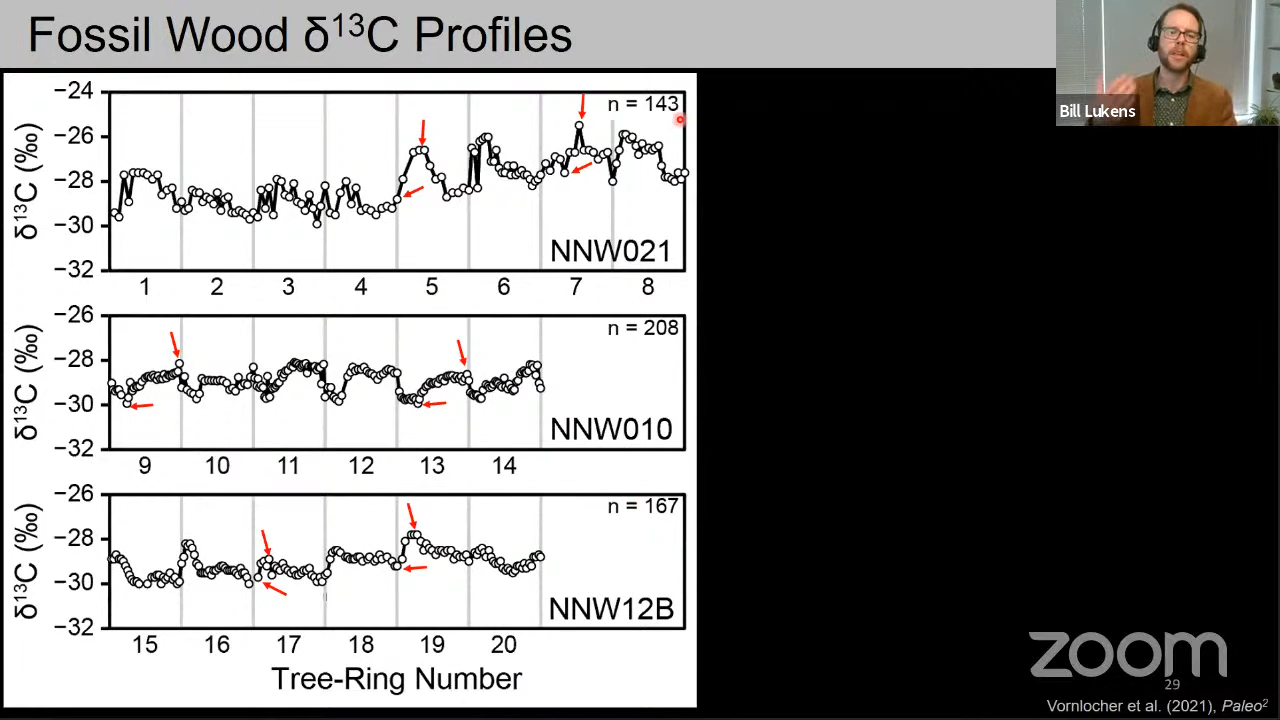 Fossil Wood δ¹³C Profiles
Bill Lukens
−24
−26
−28
−30
−32
δ¹³C (‰)
n = 143
NNW021
1 2 3 4 5 6 7 8
−26
−28
−30
−32
δ¹³C (‰)
n = 208
NNW010
9 10 11 12 13 14
−26
−28
−30
−32
δ¹³C (‰)
n = 167
NNW12B
15 16 17 18 19 20
Tree-Ring Number
zoom
29
Vornlocher et al. (2021), Paleo²